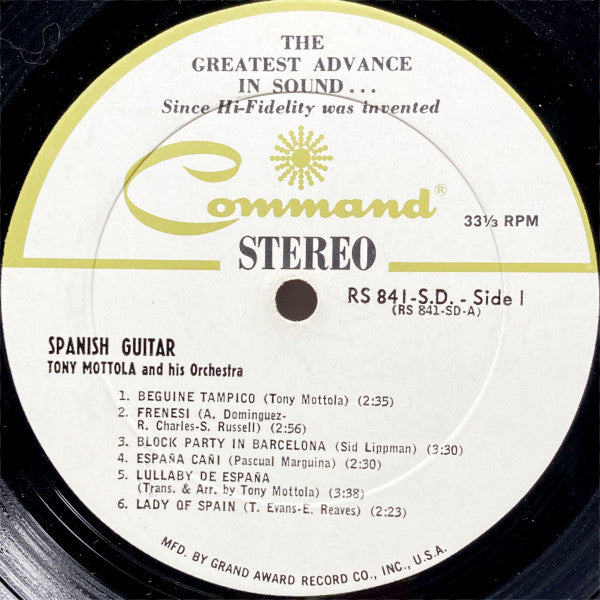 THE
GREATEST ADVANCE
IN SOUND...
Since Hi-Fidelity was invented
Command®
33⅓ RPM
STEREO
RS 841-S.D. - Side 1
(RS 841-SD-A)
SPANISH GUITAR
TONY MOTTOLA and his Orchestra
1. BEGUINE TAMPICO (Tony Mottola) (2:35)
2. FRENESI (A. Dominguez-
R. Charles-S. Russell) (2:56)
3. BLOCK PARTY IN BARCELONA (Sid Lippman) (3:30)
4. ESPAÑA CAÑI (Pascual Marguina) (2:30)
5. LULLABY DE ESPAÑA
(Trans. & Arr. by Tony Mottola) (3:38)
6. LADY OF SPAIN (T. Evans-E. Reaves) (2:23)
MFD. BY GRAND AWARD RECORD CO., INC., U.S.A.